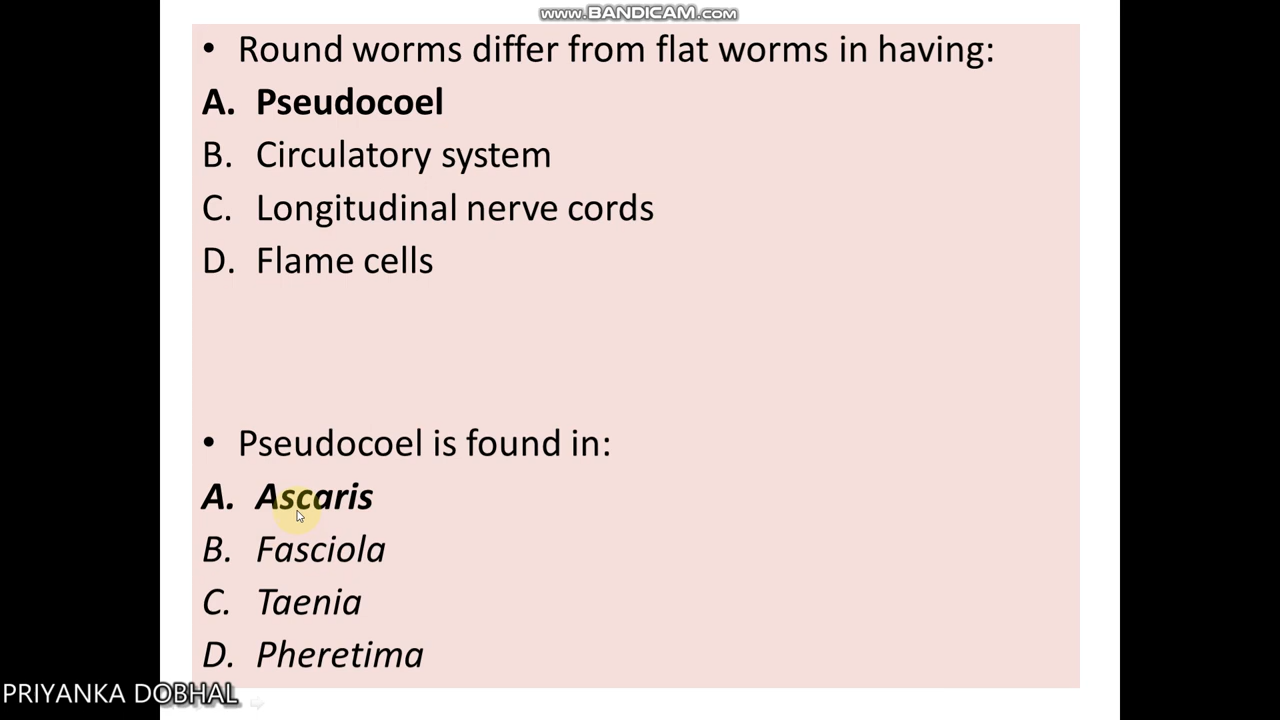 www.BANDICAM.com
• Round worms differ from flat worms in having:
A. Pseudocoel
B. Circulatory system
C. Longitudinal nerve cords
D. Flame cells
• Pseudocoel is found in:
A. Ascaris
B. Fasciola
C. Taenia
D. Pheretima
PRIYANKA DOBHAL